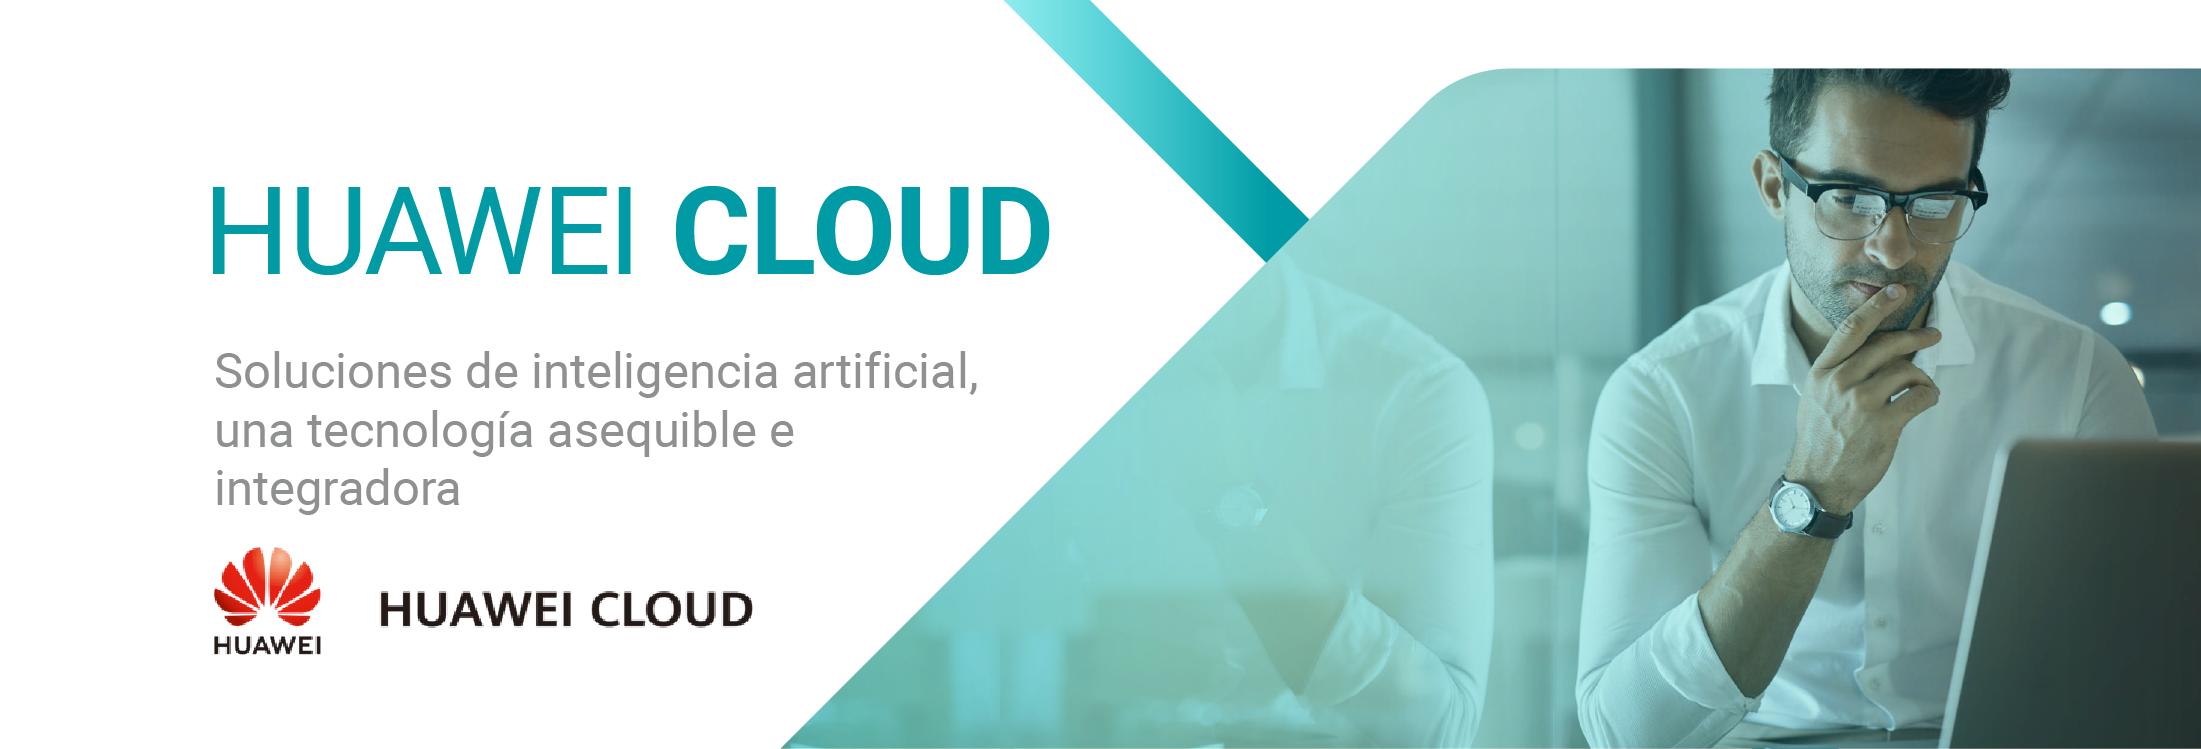 HUAWEI CLOUD
Soluciones de inteligencia artificial,
una tecnología asequible e
integradora
HUAWEI
HUAWEI CLOUD